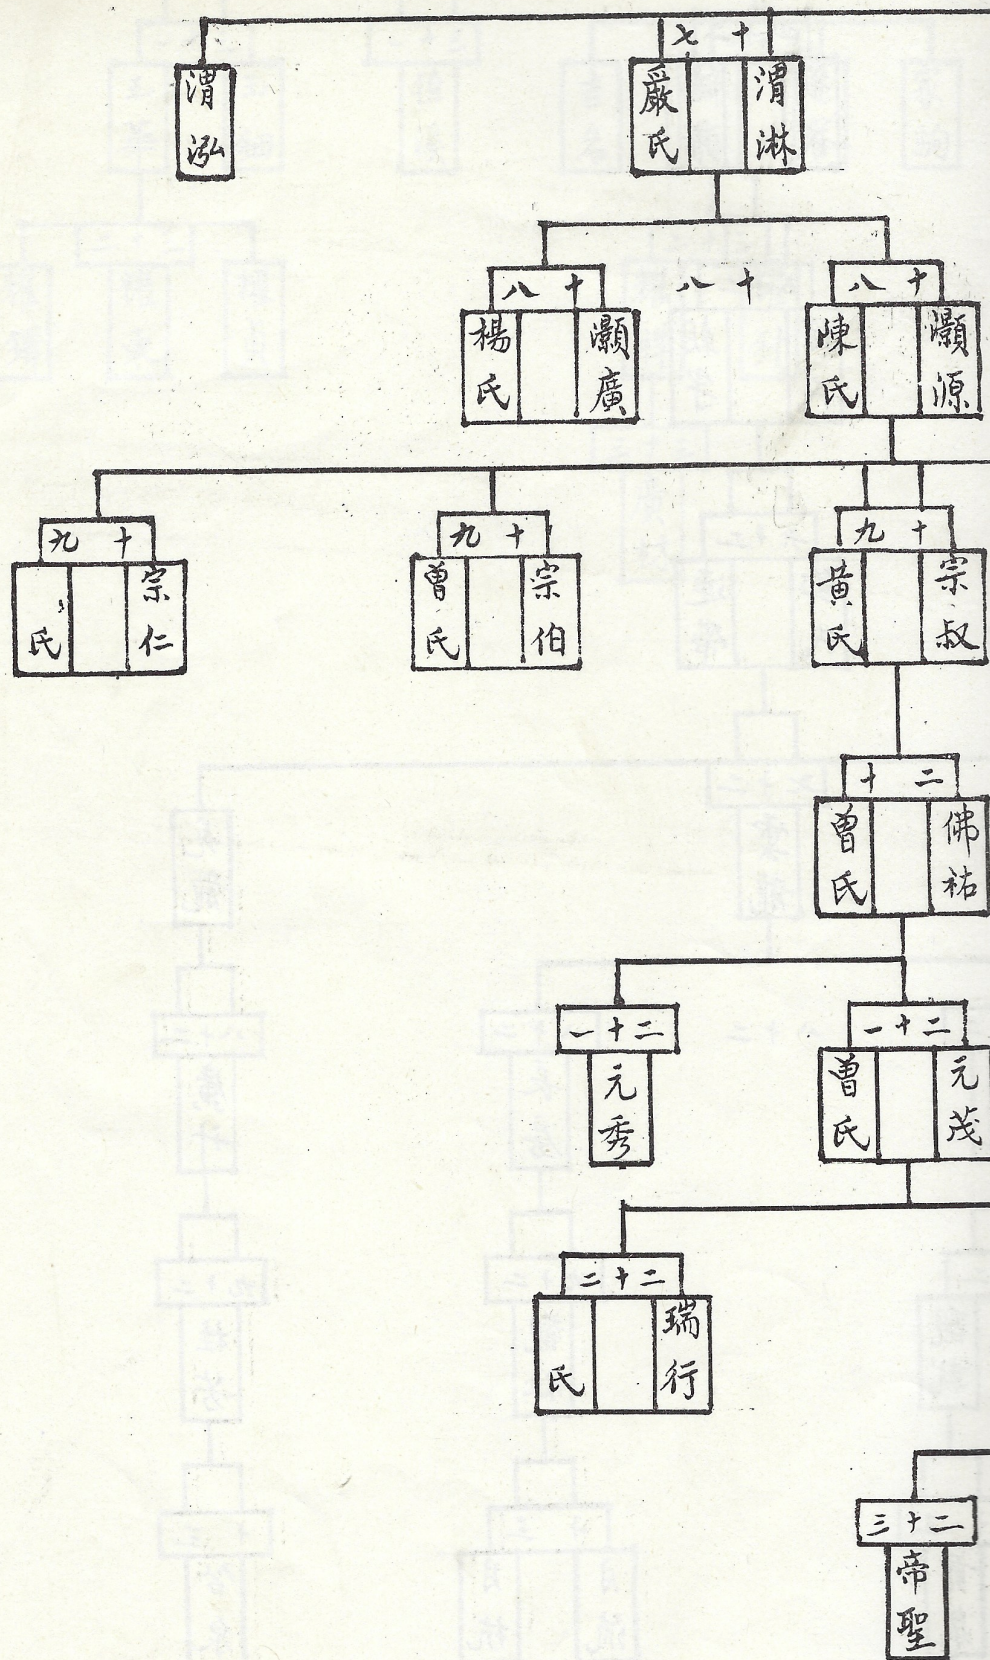 十七
渭淋
嚴氏
渭泓
十八
灝源
陳氏
十八
十八
灝廣
楊氏
十九
宗叔
黃氏
十九
宗伯
曾氏
十九
宗仁
氏
二十
佛祐
曾氏
二十一
元茂
曾氏
二十一
元秀
二十二
瑞行
氏
二十三
帝聖